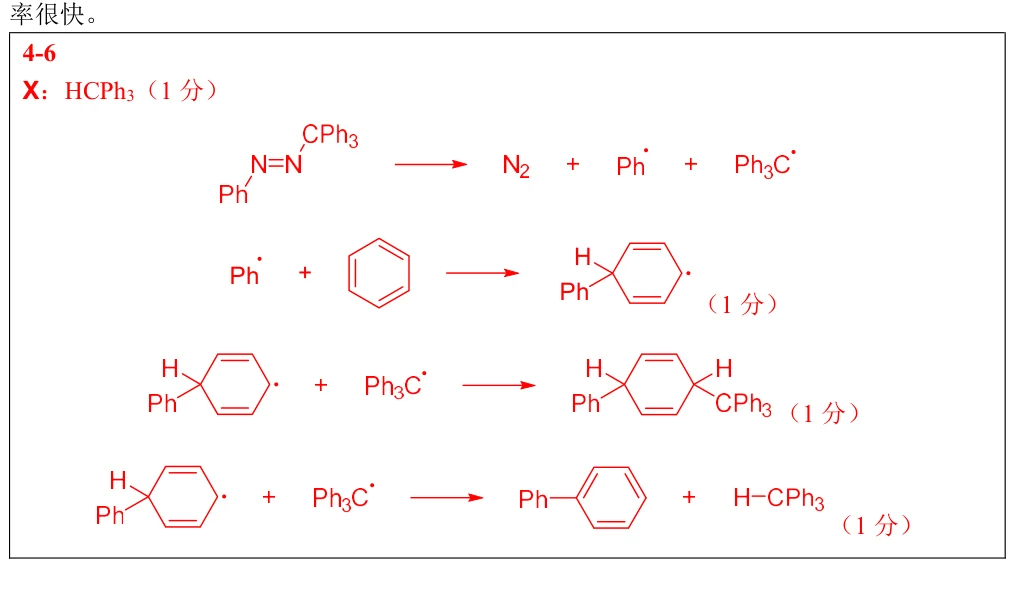 率很快。
4-6
X：HCPh3（1 分）
CPh3
N=N
Ph
N2 + Ph• + Ph3C•
Ph• +
H
Ph
（1 分）
H
Ph
+ Ph3C•
H H
Ph CPh3
（1 分）
H
Ph
+ Ph3C•
Ph + H-CPh3
（1 分）